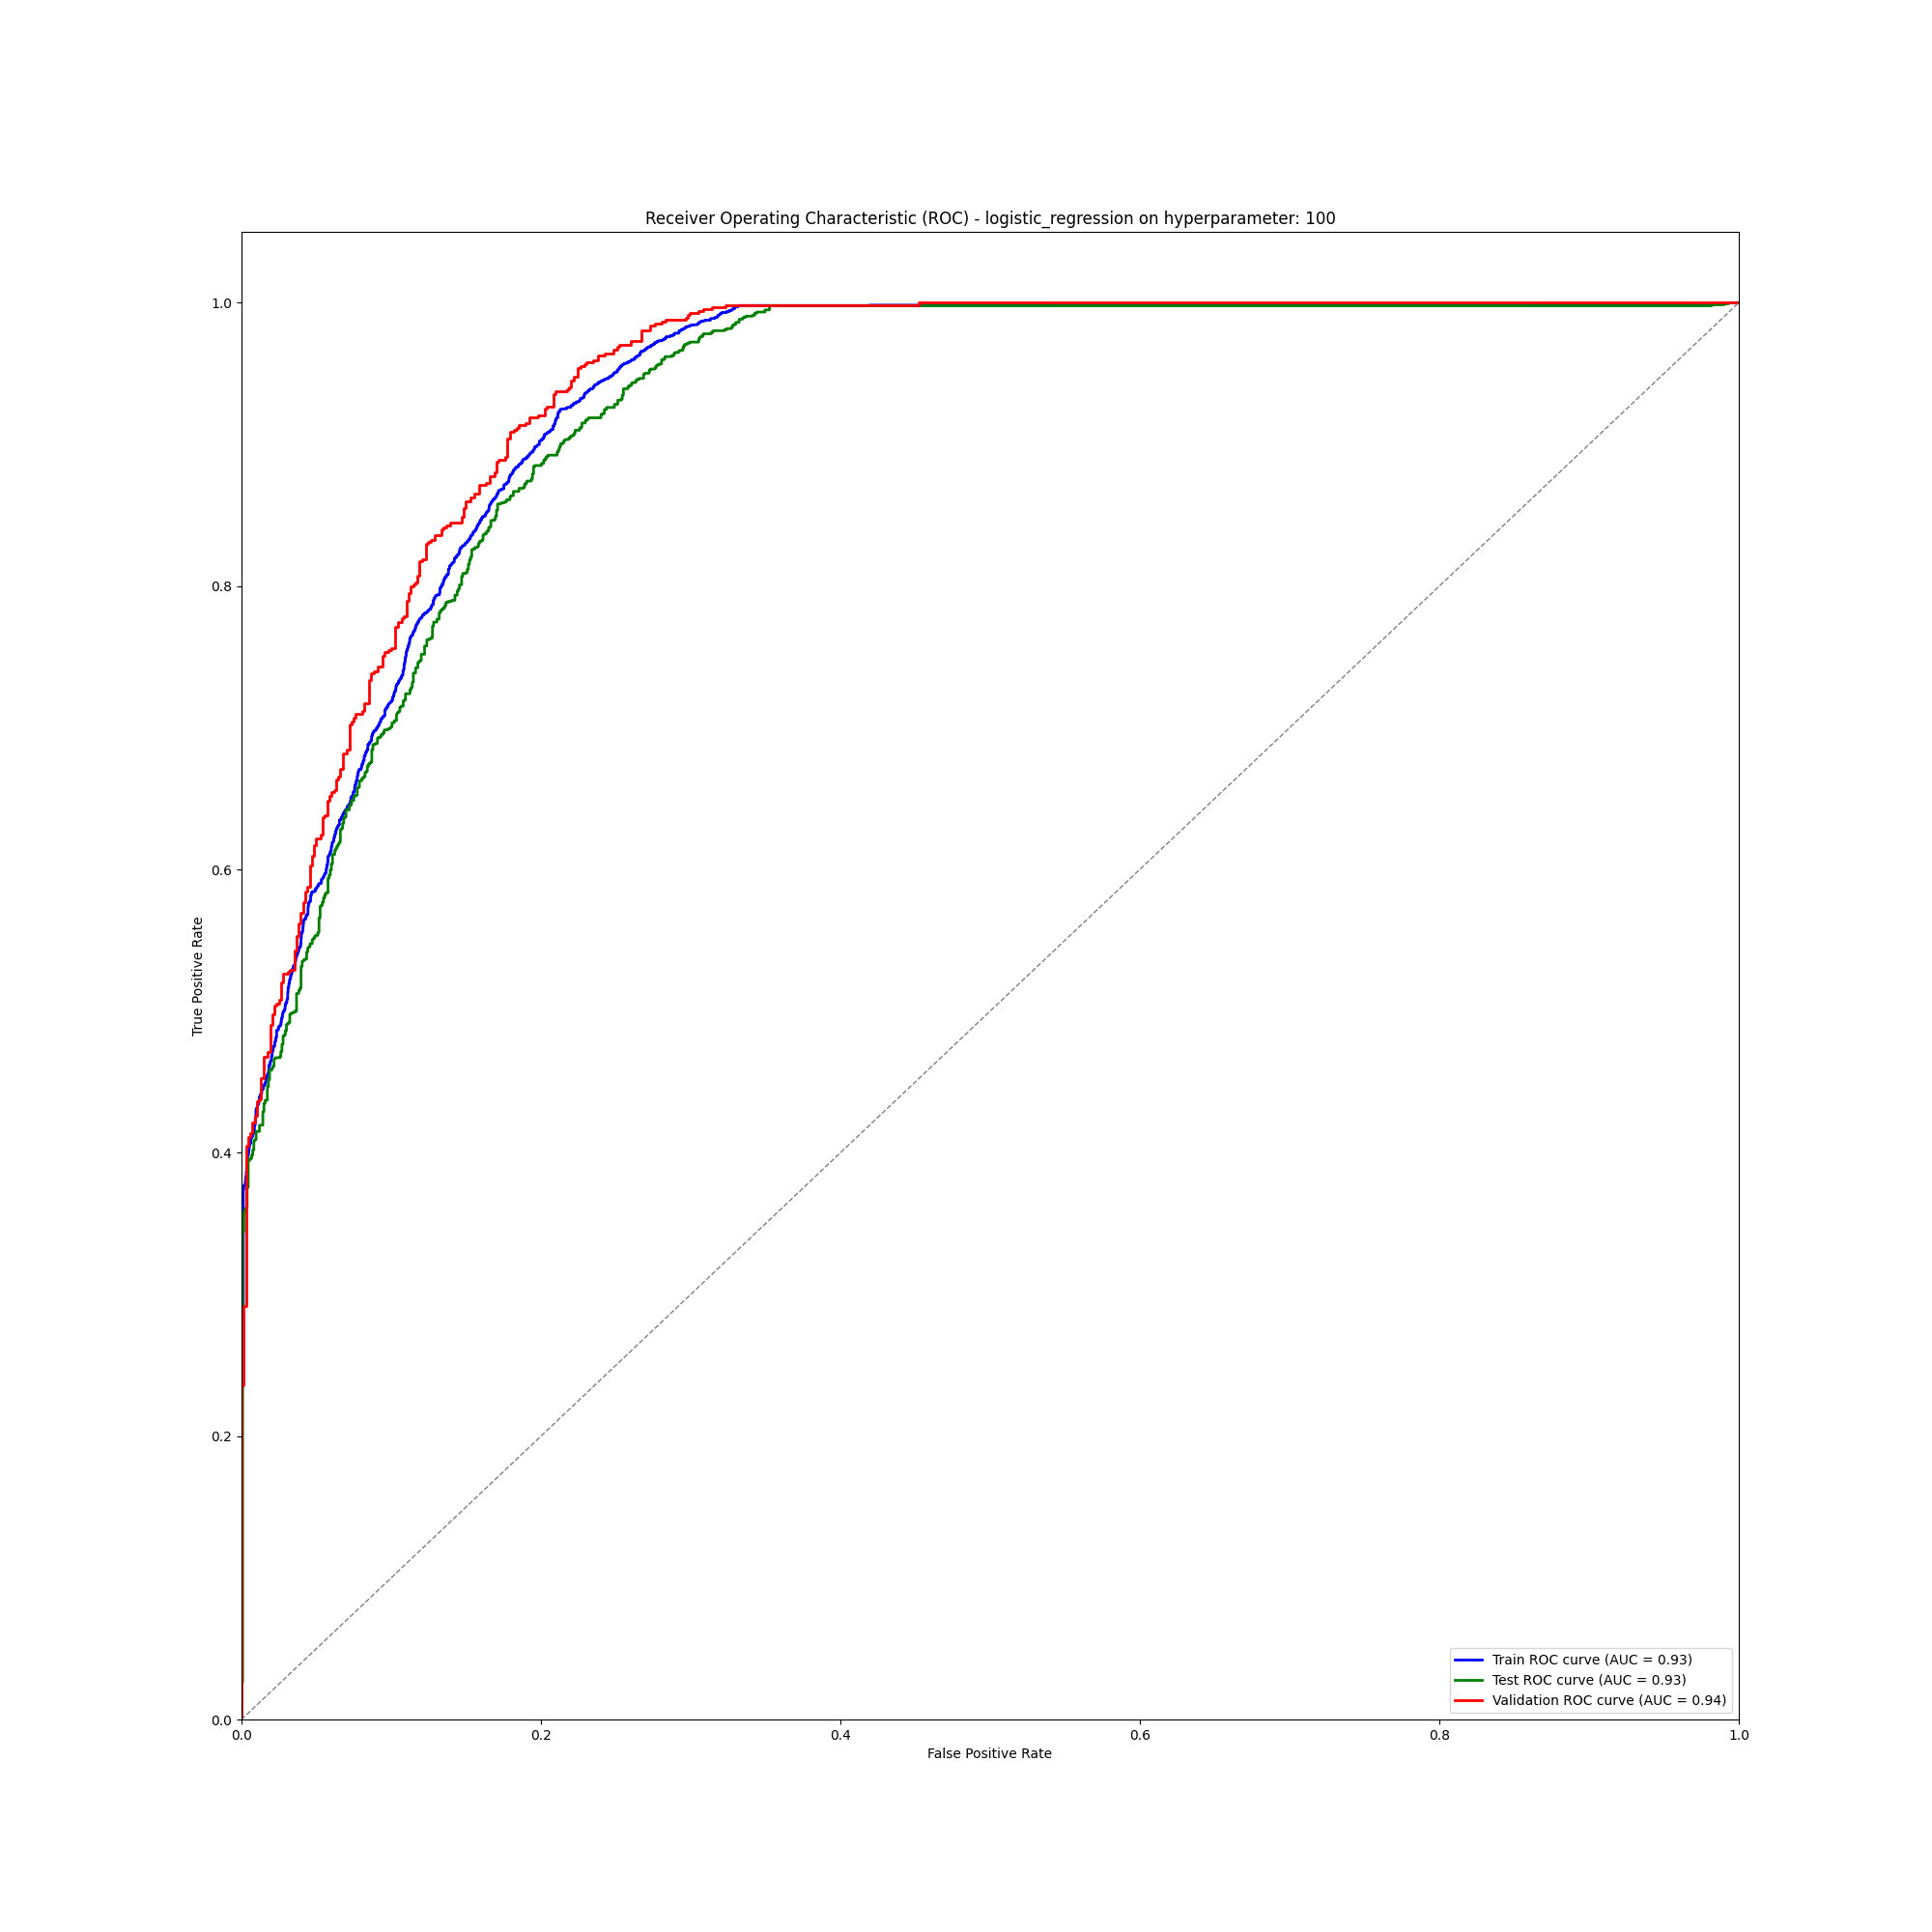 Receiver Operating Characteristic (ROC) - logistic_regression on hyperparameter: 100
1.0
0.8
0.6
0.4
0.2
0.0
True Positive Rate
0.0 0.2 0.4 0.6 0.8 1.0
False Positive Rate
Train ROC curve (AUC = 0.93)
Test ROC curve (AUC = 0.93)
Validation ROC curve (AUC = 0.94)